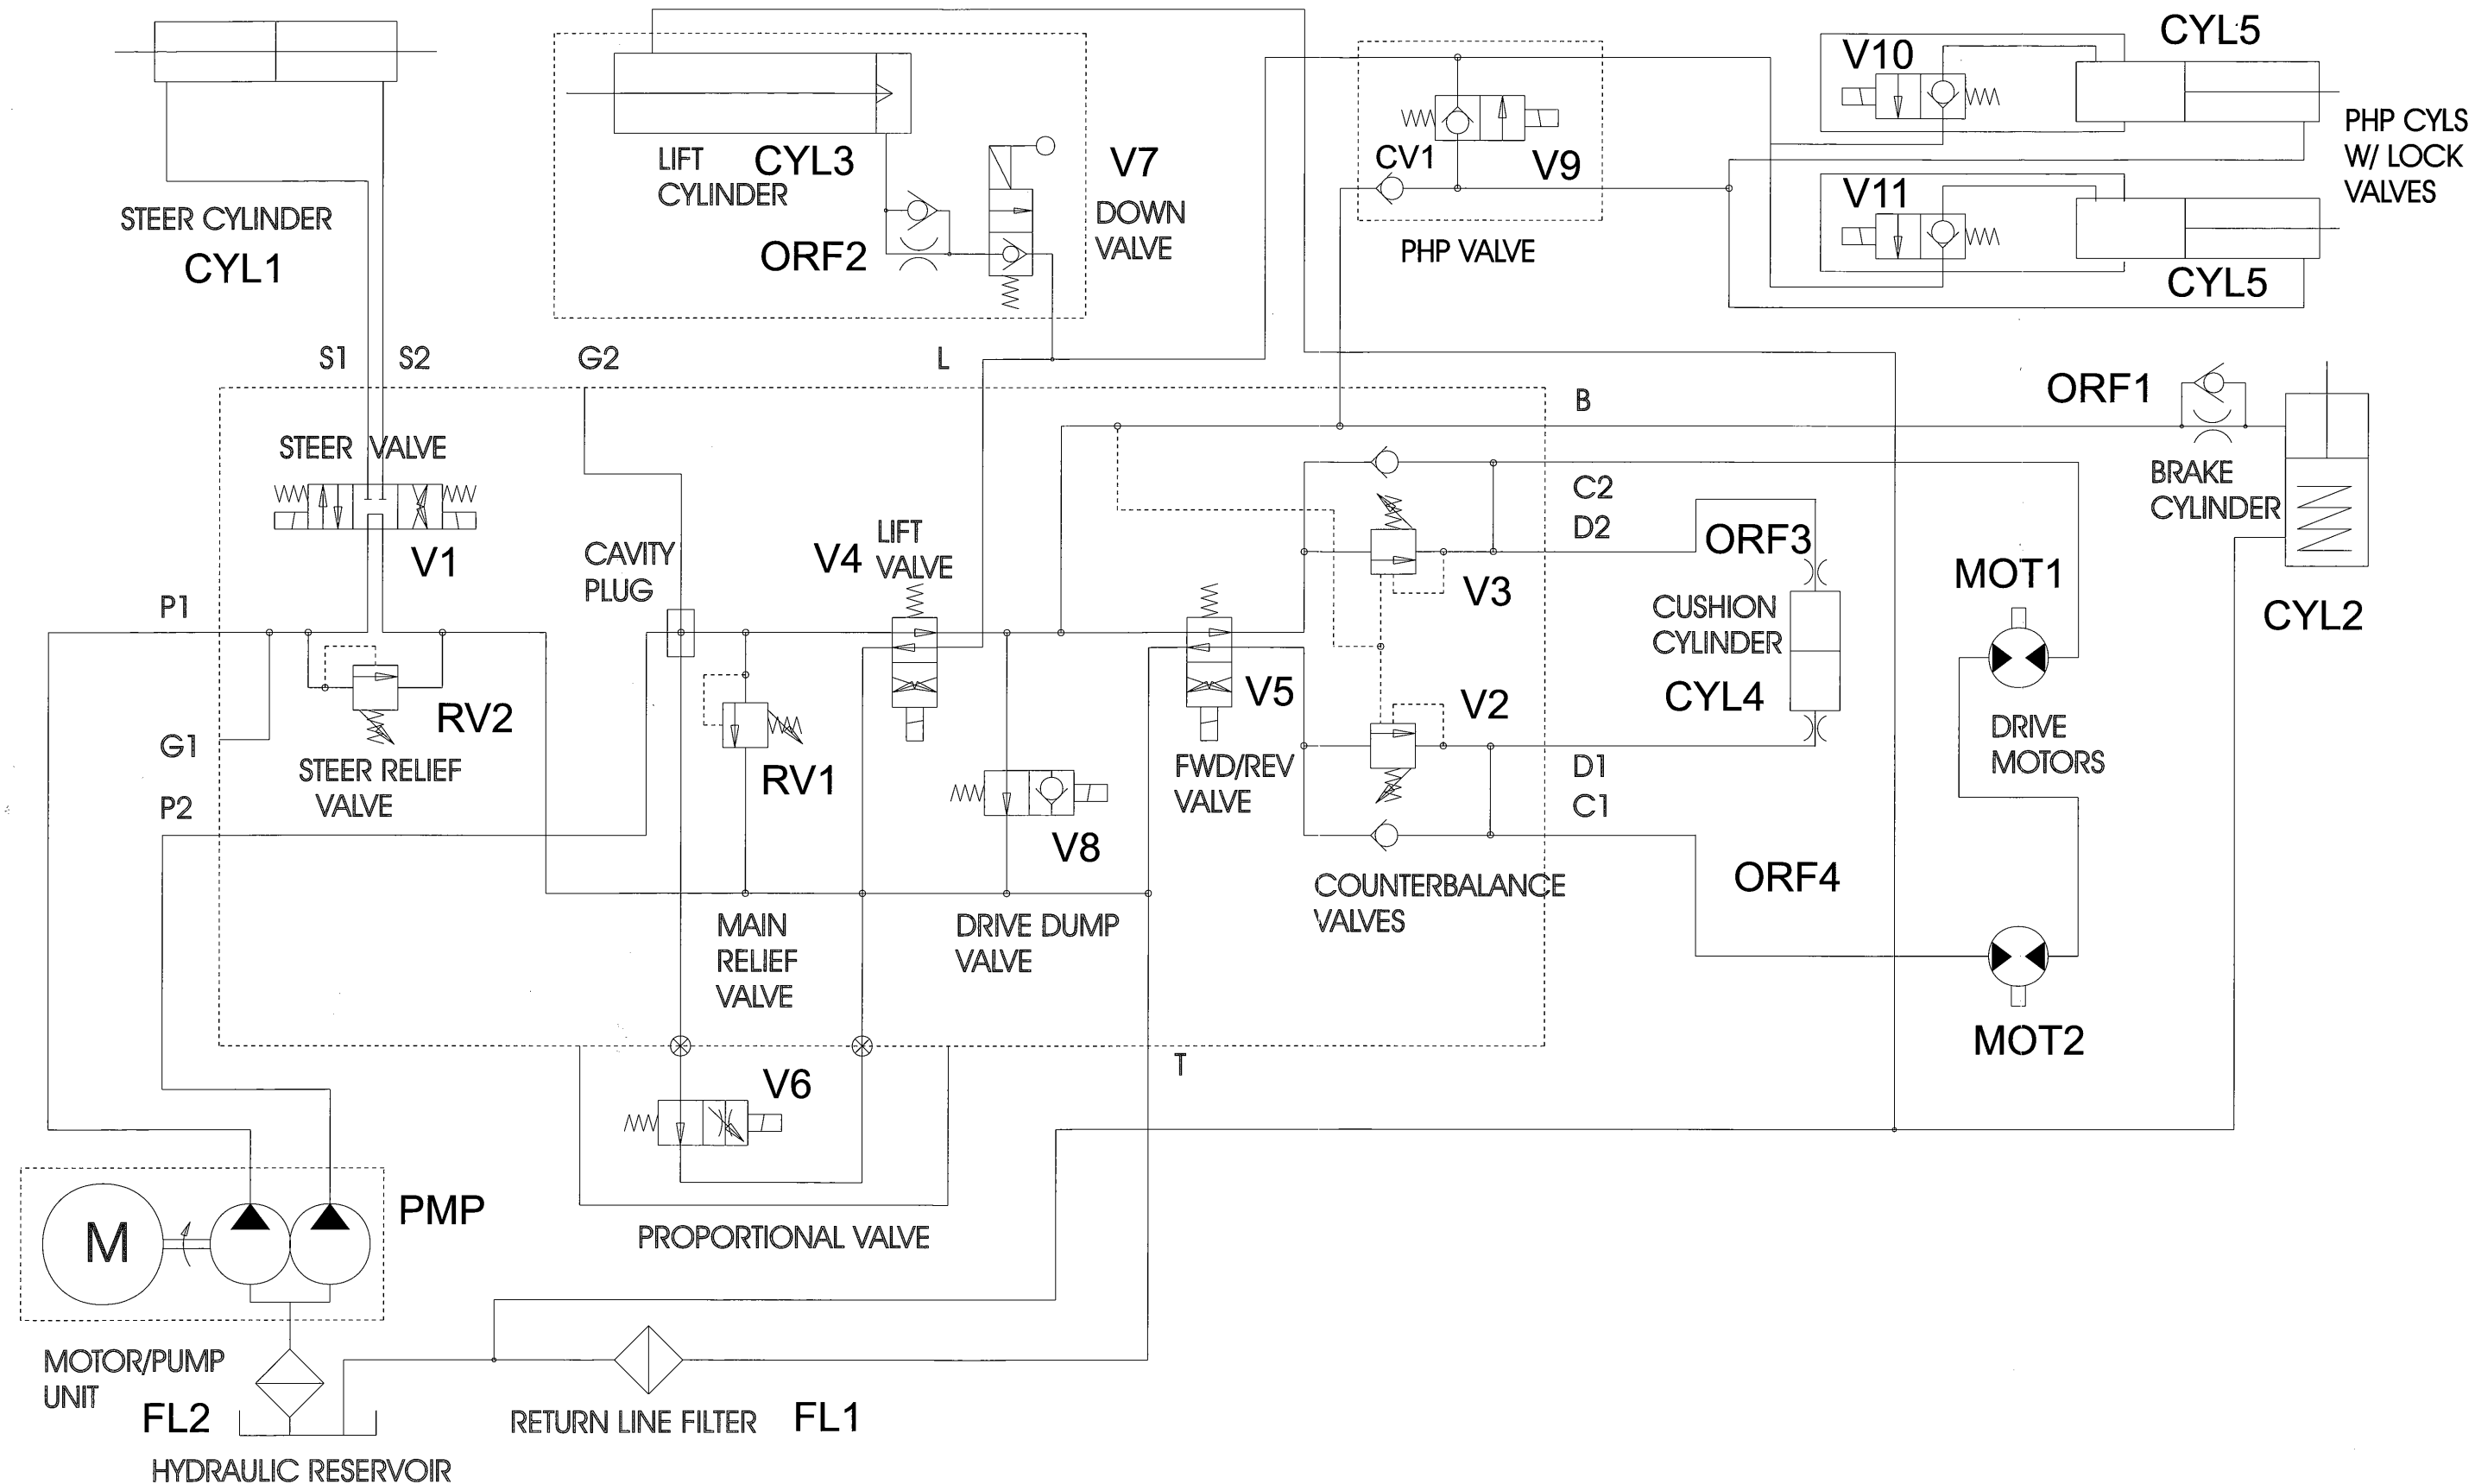 CYL5
V10
PHP CYLS
W/ LOCK
VALVES
CYL3
LIFT
CYLINDER
V7
DOWN
VALVE
CV1
V9
V11
STEER CYLINDER
CYL1
ORF2
PHP VALVE
CYL5
S1
S2
G2
L
B
ORF1
STEER VALVE
V1
CAVITY
PLUG
V4
LIFT
VALVE
C2
D2
V3
ORF3
BRAKE
CYLINDER
CYL2
MOT1
P1
CUSHION
CYLINDER
CYL4
V5
V2
RV2
G1
STEER RELIEF
VALVE
RV1
FWD/REV
VALVE
D1
C1
DRIVE
MOTORS
P2
V8
COUNTERBALANCE
VALVES
ORF4
MAIN
RELIEF
VALVE
DRIVE DUMP
VALVE
MOT2
T
V6
PMP
M
PROPORTIONAL VALVE
MOTOR/PUMP
UNIT
FL2
RETURN LINE FILTER
FL1
HYDRAULIC RESERVOIR